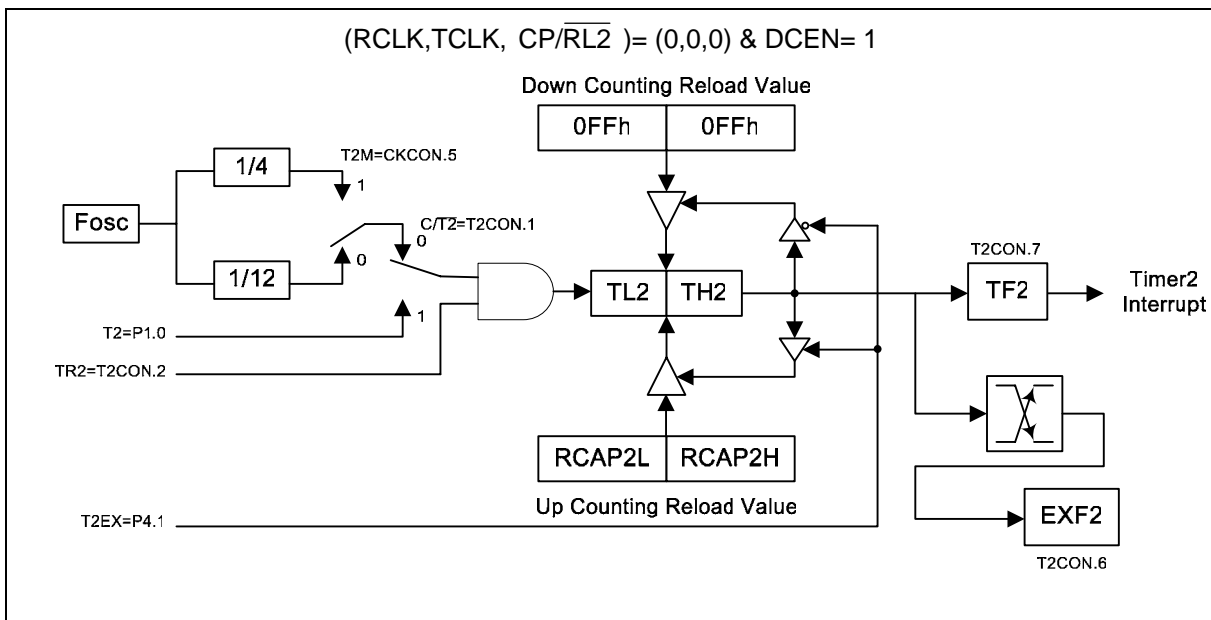 (RCLK,TCLK, CP/RL2 )= (0,0,0) & DCEN= 1
Down Counting Reload Value
0FFh 0FFh
1/4
T2M=CKCON.5
1
Fosc
C/T2=T2CON.1
0
0
1/12
TL2 TH2
T2CON.7
TF2
Timer2
Interrupt
1
T2=P1.0
TR2=T2CON.2
RCAP2L RCAP2H
Up Counting Reload Value
T2EX=P4.1
EXF2
T2CON.6